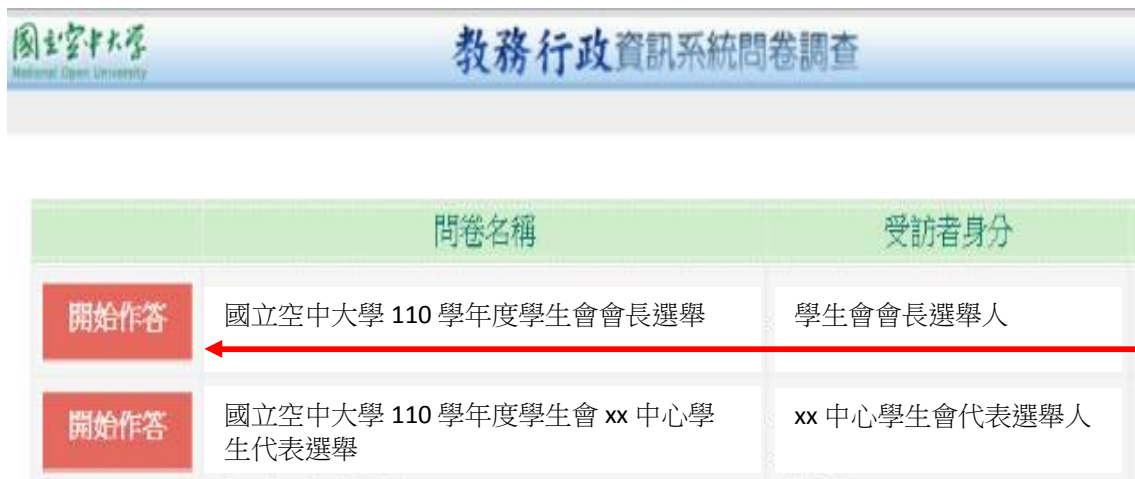 國立空中大學
National Open University
教務行政資訊系統問卷調查
問卷名稱 受訪者身分
開始作答 國立空中大學 110 學年度學生會會長選舉 學生會會長選舉人
開始作答 國立空中大學 110 學年度學生會 xx 中心學 xx 中心學生會代表選舉人
生代表選舉